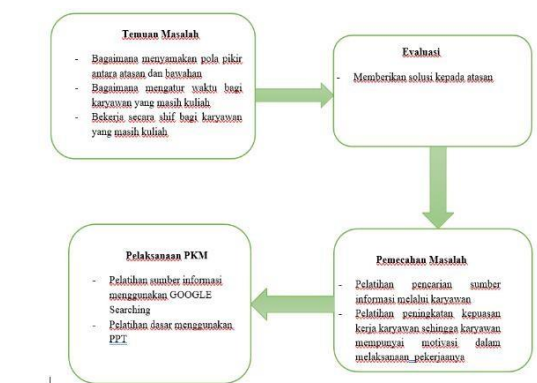 Temuan Masalah
- Bagaimana menyamakan pola pikir
antara atasan dan bawahan
- Bagaimana mengatur waktu bagi
karyawan yang masih kuliah
- Bekerja secara shif bagi karyawan
yang masih kuliah
Evaluasi
- Memberikan solusi kepada atasan
Pemecahan Masalah
- Pelatihan pencarian sumber
informasi melalui karyawan
- Pelatihan peningkatan kepuasan
kerja karyawan sehingga karyawan
mempunyai motivasi dalam
melaksanaan pekerjaanya
Pelaksanaan PKM
- Pelatihan sumber informasi
menggunakan GOOGLE
Searching
- Pelatihan dasar menggunakan
PPT